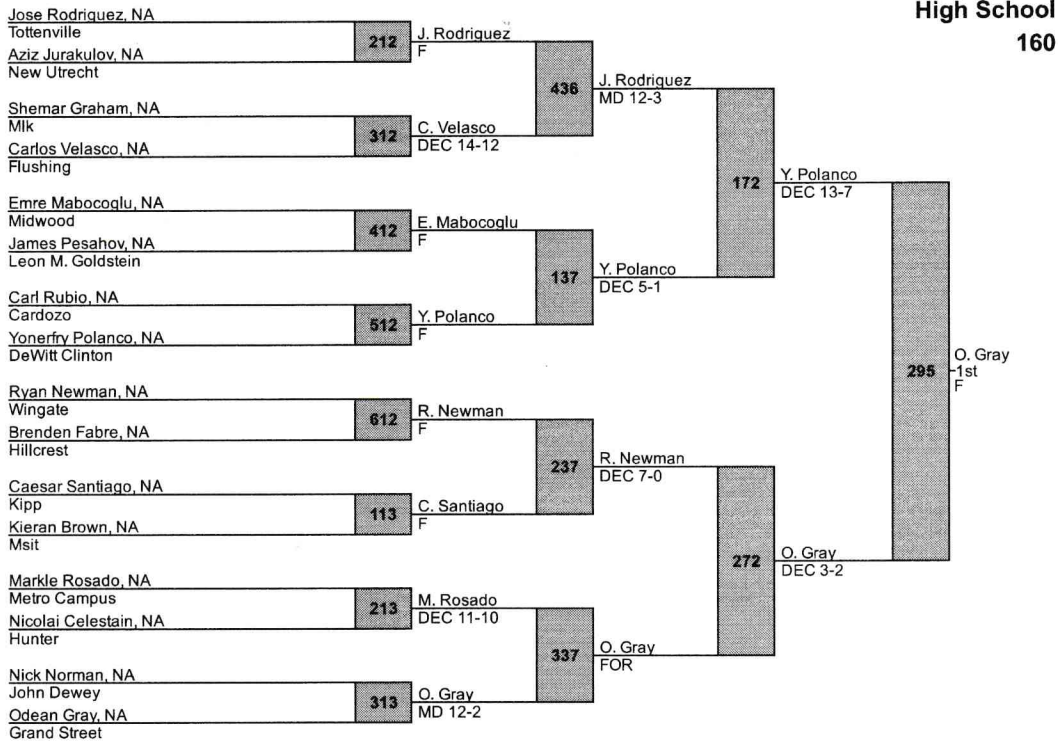 High School
160
Jose Rodriguez, NA
Tottenville
212
J. Rodriguez
F
Aziz Jurakulov, NA
New Utrecht
436
J. Rodriguez
MD 12-3
Shemar Graham, NA
Mlk
312
C. Velasco
DEC 14-12
Carlos Velasco, NA
Flushing
172
Y. Polanco
DEC 13-7
Emre Mabocoglu, NA
Midwood
412
E. Mabocoglu
F
James Pesahov, NA
Leon M. Goldstein
137
Y. Polanco
DEC 5-1
Carl Rubio, NA
Cardozo
512
Y. Polanco
F
Yonerfry Polanco, NA
DeWitt Clinton
295
O. Gray
1st
F
Ryan Newman, NA
Wingate
612
R. Newman
F
Brenden Fabre, NA
Hillcrest
237
R. Newman
DEC 7-0
Caesar Santiago, NA
Kipp
113
C. Santiago
F
Kieran Brown, NA
Msit
272
O. Gray
DEC 3-2
Markle Rosado, NA
Metro Campus
213
M. Rosado
DEC 11-10
Nicolai Celestain, NA
Hunter
337
O. Gray
FOR
Nick Norman, NA
John Dewey
313
O. Gray
MD 12-2
Odean Gray, NA
Grand Street